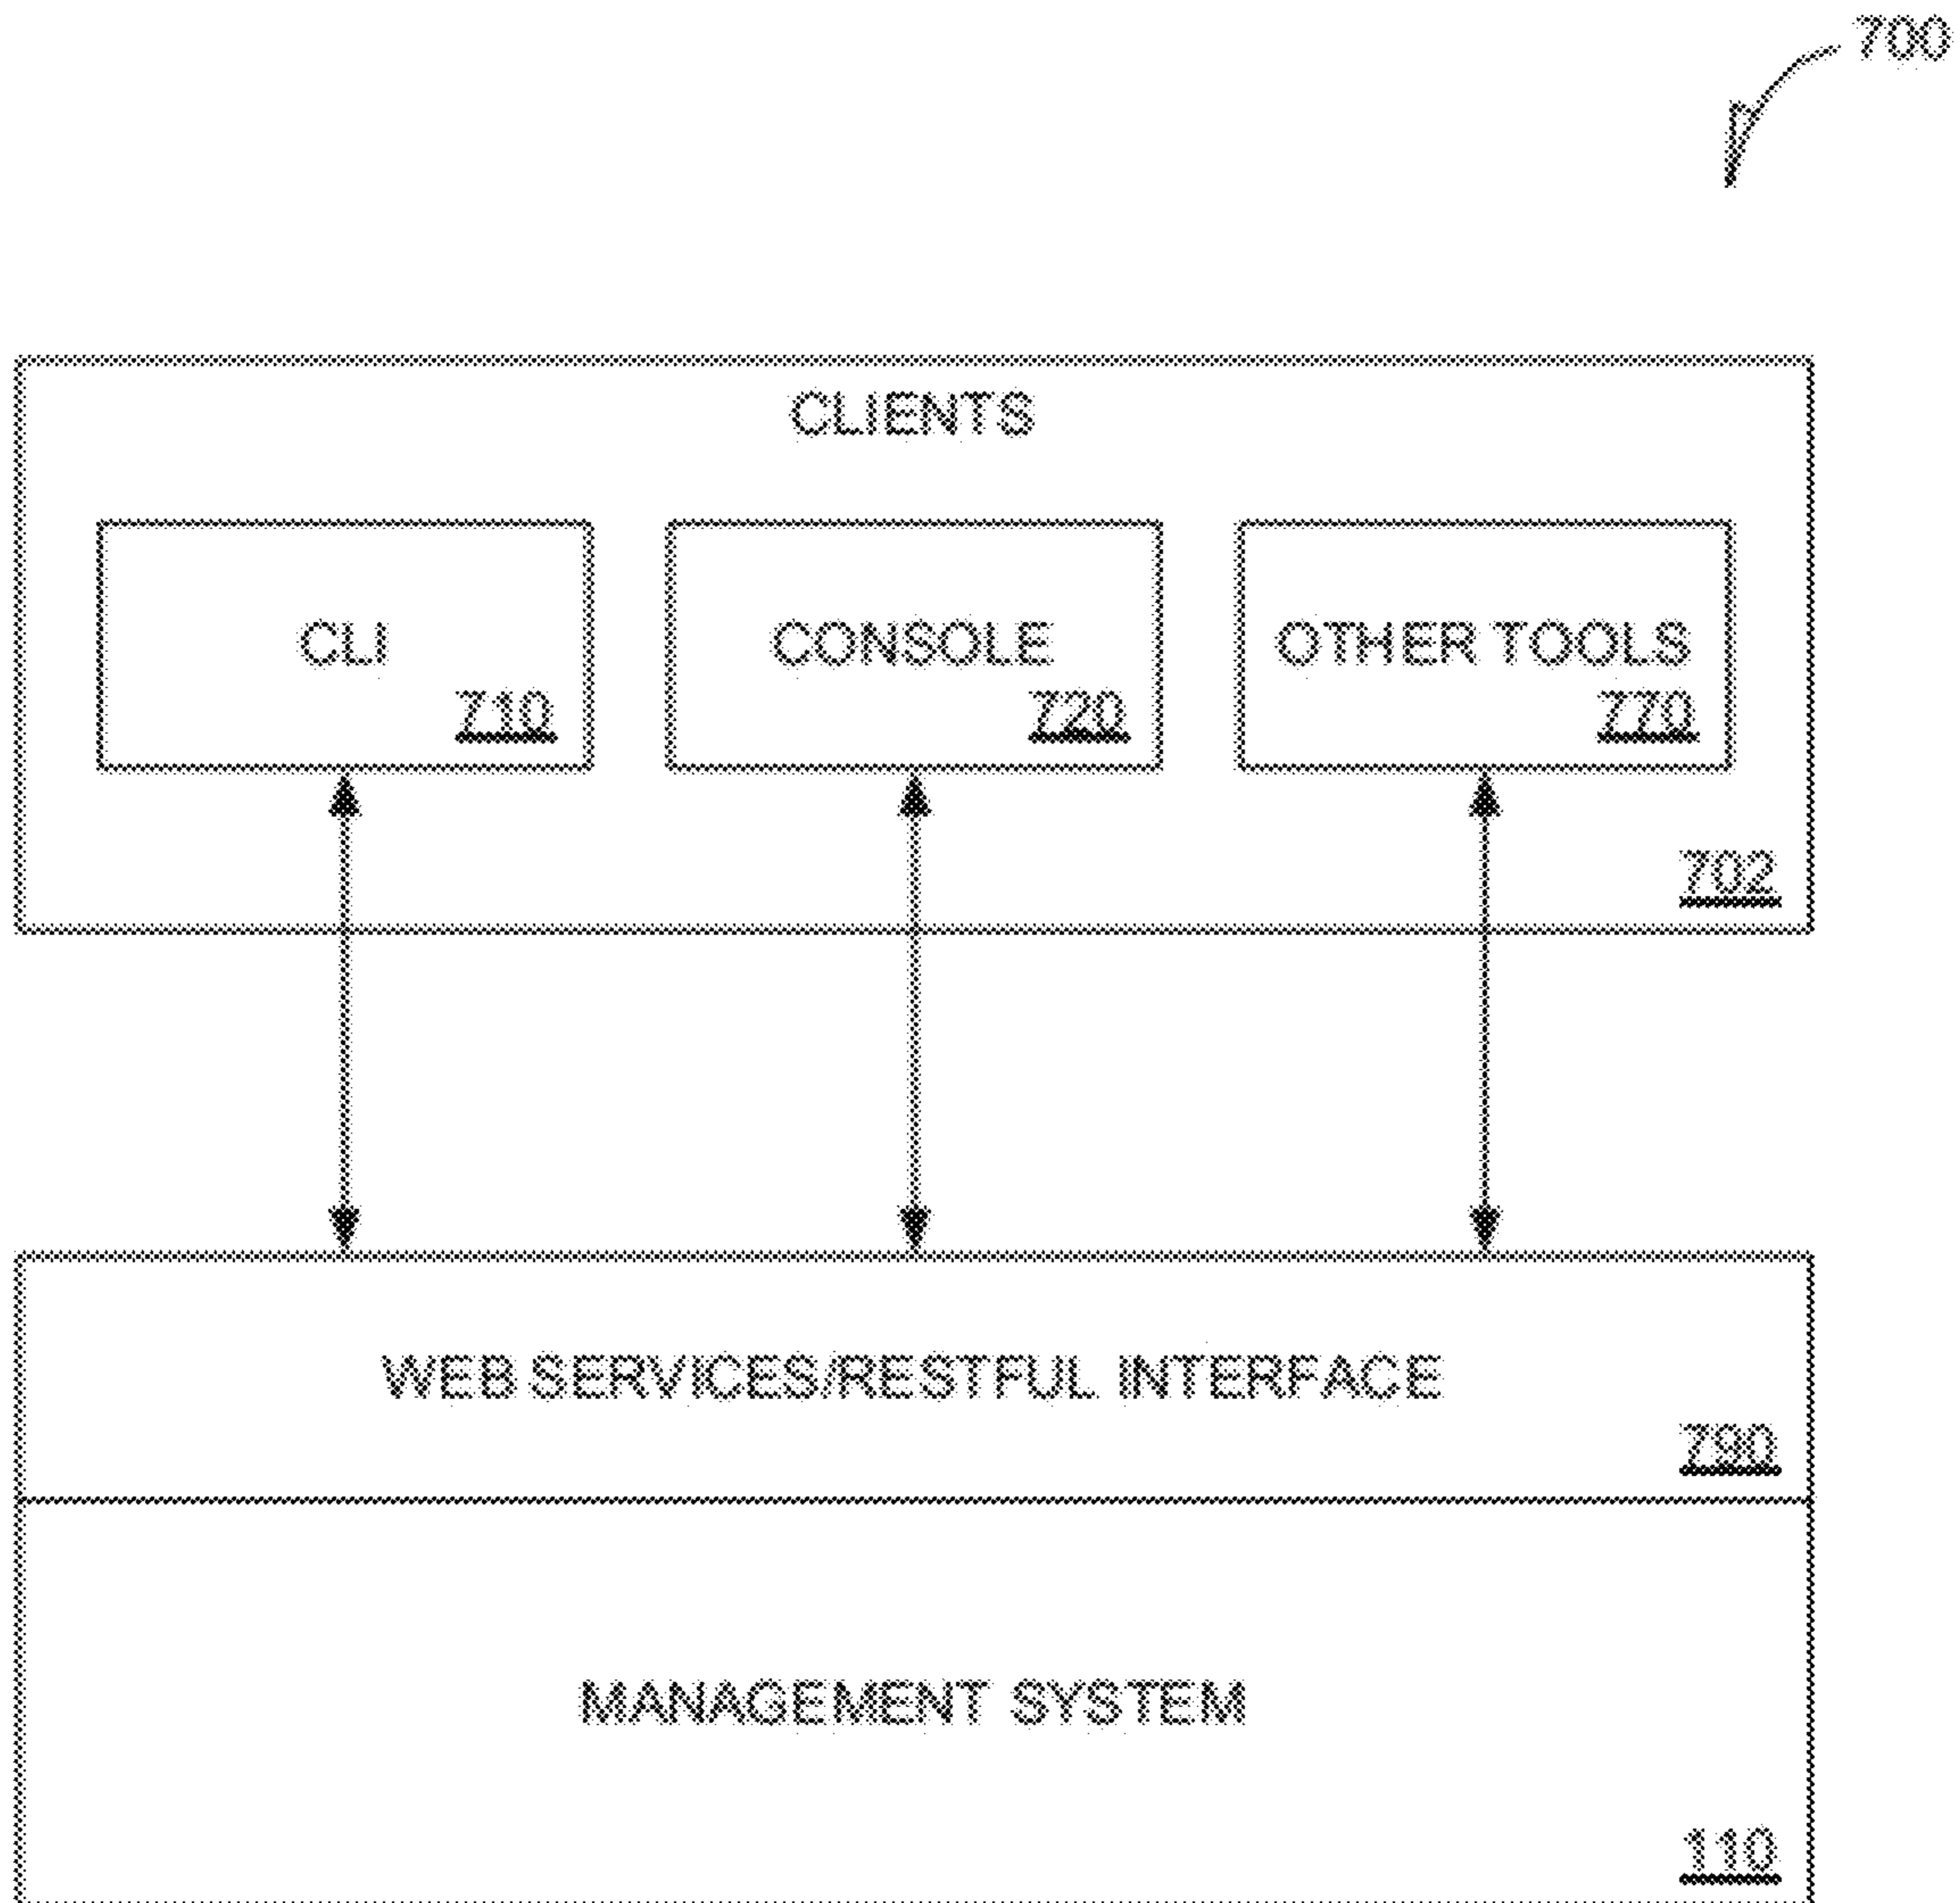 700
CLIENTS
CLI
710
CONSOLE
720
OTHER TOOLS
770
702
WEB SERVICES/RESTFUL INTERFACE
790
MANAGEMENT SYSTEM
110